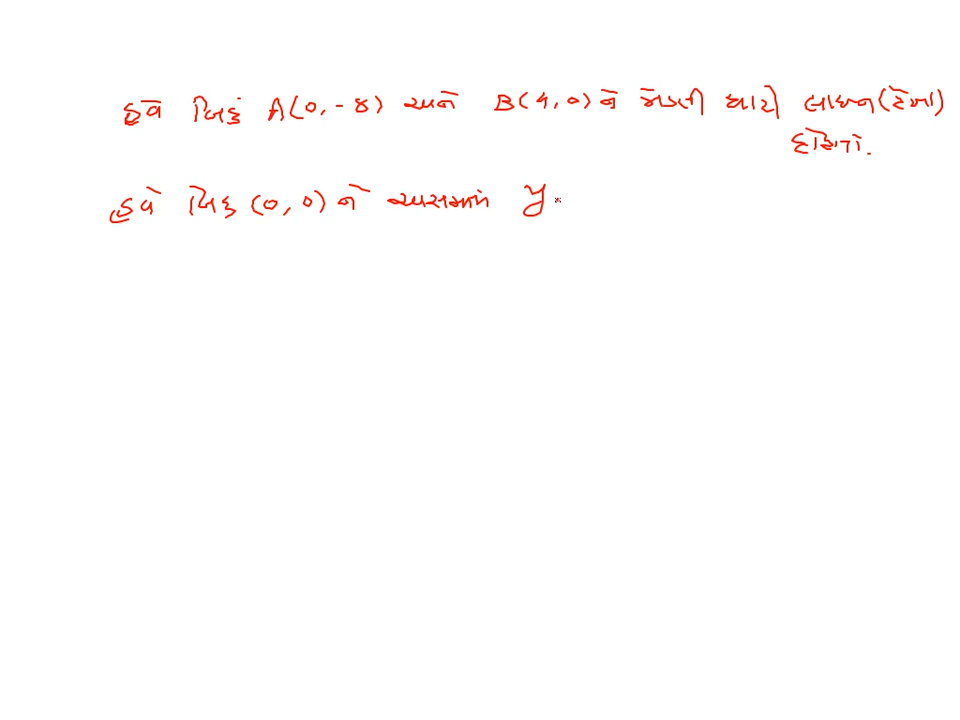 હવે બિંદુ A(0, -8) અને B(4, 0) ને જોડતી ઘાટી લાઇન(રેખા)
દોરિતા.
હવે બિંદુ (0, 0) ને અસમતા